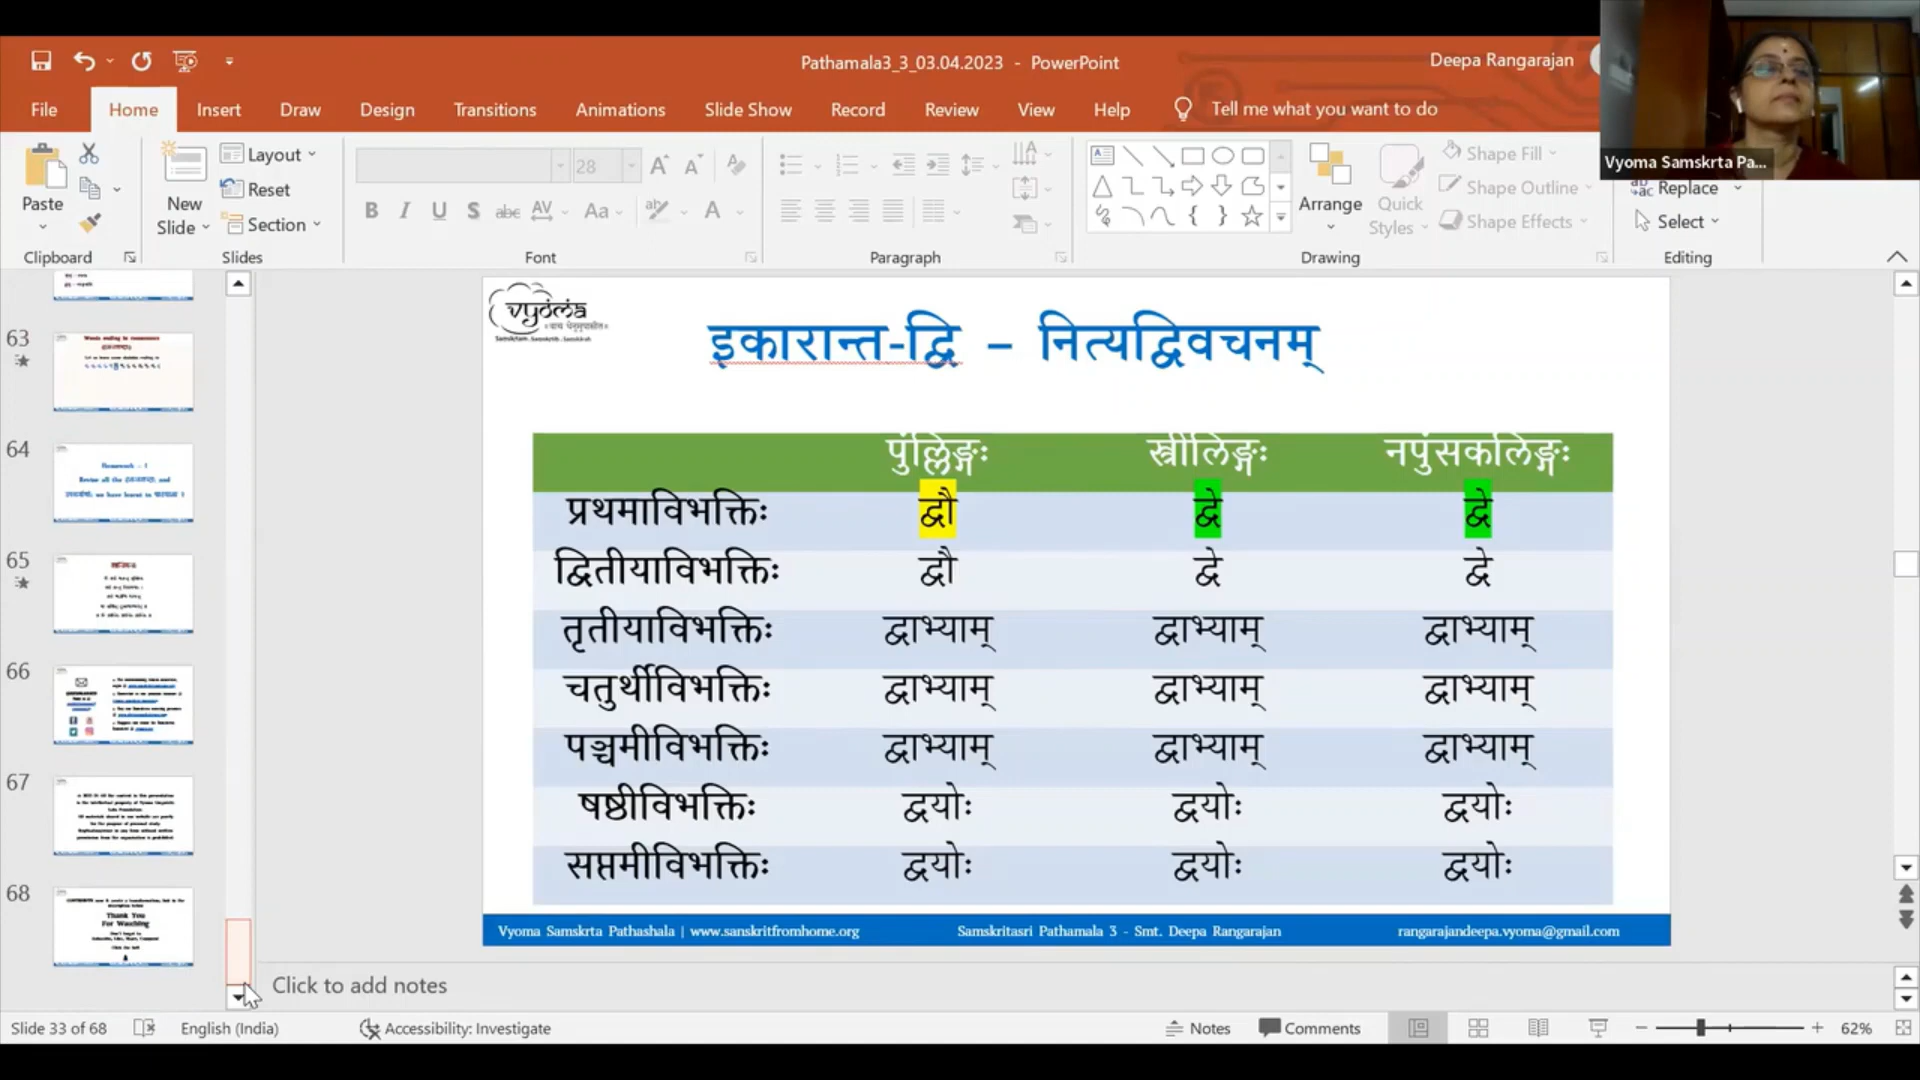 Pathamala3_3_03.04.2023 - PowerPoint
Deepa Rangarajan
File Home Insert Draw Design Transitions Animations Slide Show Record Review View Help Tell me what you want to do
Vyoma Samskrta Pa...
Paste
New Slide
Layout
Reset
Section
28
Arrange
Quick Styles
Shape Fill
Shape Outline
Shape Effects
Replace
Select
Clipboard Slides Font Paragraph Drawing Editing
63
64
65
66
67
68
Thank You
For Watching
vyoma
इकारान्त-द्वि – नित्यद्विवचनम्
पुंल्लिङ्गः स्त्रीलिङ्गः नपुंसकलिङ्गः
प्रथमाविभक्तिः द्वौ द्वे द्वे
द्वितीयाविभक्तिः द्वौ द्वे द्वे
तृतीयाविभक्तिः द्वाभ्याम् द्वाभ्याम् द्वाभ्याम्
चतुर्थीविभक्तिः द्वाभ्याम् द्वाभ्याम् द्वाभ्याम्
पञ्चमीविभक्तिः द्वाभ्याम् द्वाभ्याम् द्वाभ्याम्
षष्ठीविभक्तिः द्वयोः द्वयोः द्वयोः
सप्तमीविभक्तिः द्वयोः द्वयोः द्वयोः
Vyoma Samskrta Pathashala | www.sanskritfromhome.org Samskritasri Pathamala 3 - Smt. Deepa Rangarajan rangarajandeepa.vyoma@gmail.com
Click to add notes
Slide 33 of 68 English (India) Accessibility: Investigate Notes Comments 62%